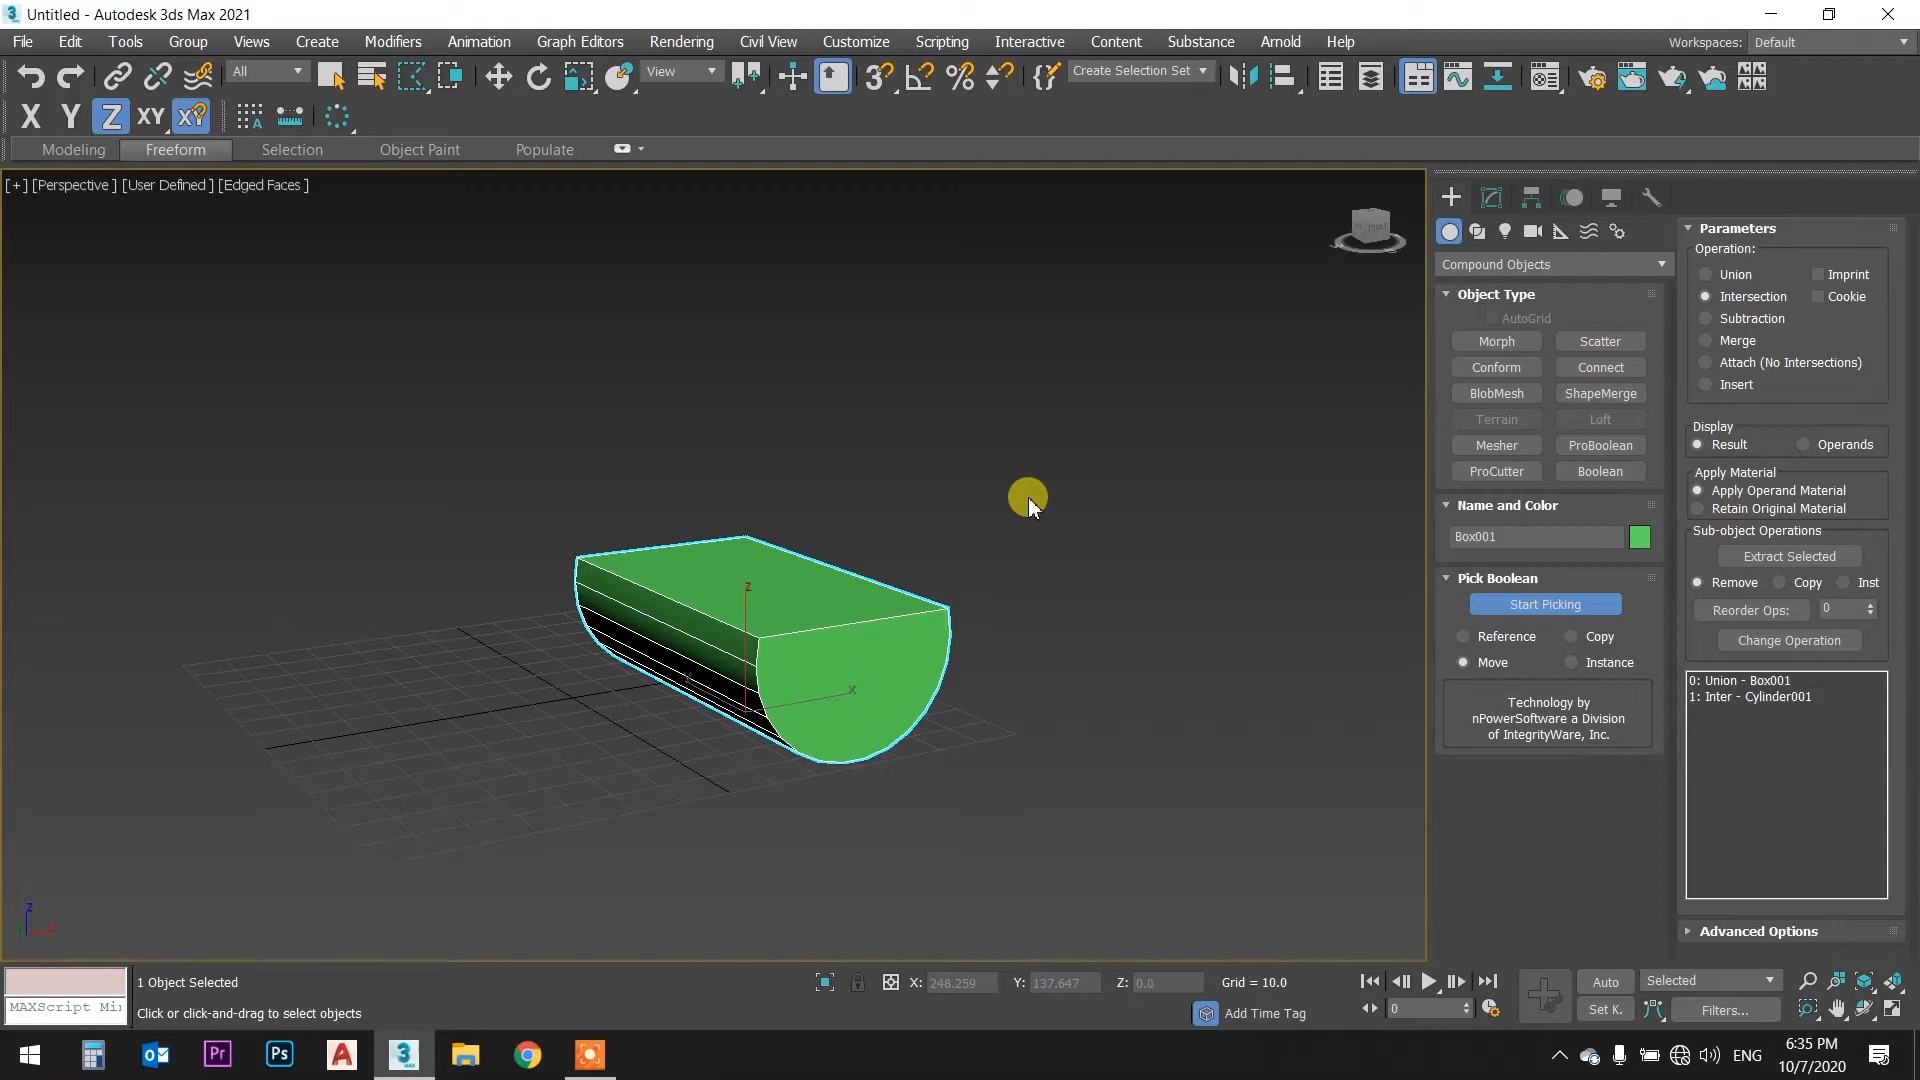 Untitled - Autodesk 3ds Max 2021
File Edit Tools Group Views Create Modifiers Animation Graph Editors Rendering Civil View Customize Scripting Interactive Content Substance Arnold Help Workspaces: Default
All View Create Selection Set
X Y Z XY XY
Modeling Freeform Selection Object Paint Populate
[+] [Perspective ] [User Defined ] [Edged Faces ]
Compound Objects
Object Type
AutoGrid
Morph Scatter
Conform Connect
BlobMesh ShapeMerge
Terrain Loft
Mesher ProBoolean
ProCutter Boolean
Name and Color
Box001
Pick Boolean
Start Picking
Reference Copy
Move Instance
Technology by
nPowerSoftware a Division
of IntegrityWare, Inc.
Parameters
Operation:
Union Imprint
Intersection Cookie
Subtraction
Merge
Attach (No Intersections)
Insert
Display
Result Operands
Apply Material
Apply Operand Material
Retain Original Material
Sub-object Operations
Extract Selected
Remove Copy Inst
Reorder Ops: 0
Change Operation
0: Union - Box001
1: Inter - Cylinder001
Advanced Options
z
x
z
1 Object Selected X: 248.259 Y: 137.647 Z: 0.0 Grid = 10.0 Auto Selected
MAXScript Mi
Click or click-and-drag to select objects Add Time Tag 0 Set K. Filters...
Pr Ps A 3 MAX
ENG 6:35 PM
10/7/2020